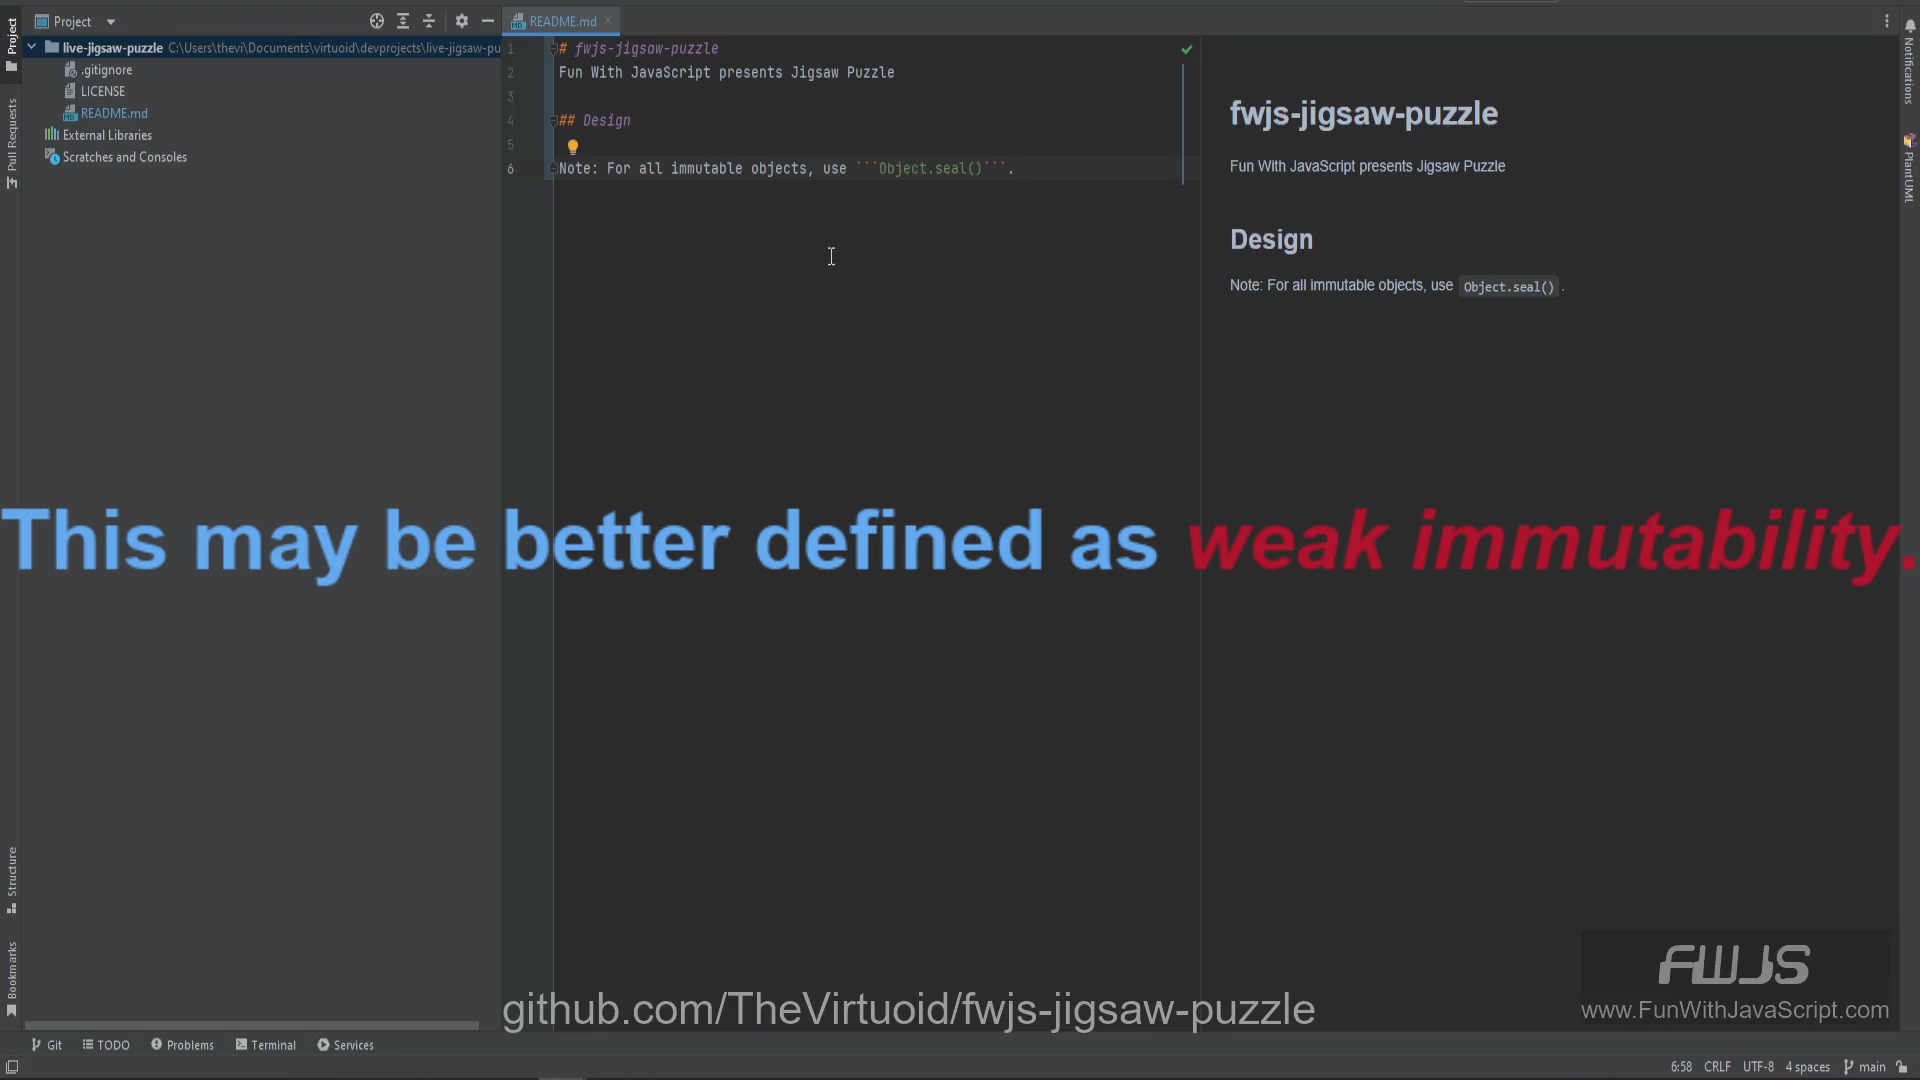 Project
README.md
live-jigsaw-puzzle C:\Users\thevi\Documents\virtuoid\devprojects\live-jigsaw-pu
.gitignore
LICENSE
README.md
External Libraries
Scratches and Consoles
Project
Pull Requests
Structure
Bookmarks
1 # fwjs-jigsaw-puzzle
2 Fun With JavaScript presents Jigsaw Puzzle
3
4 ## Design
5
6 Note: For all immutable objects, use ```Object.seal()```.
fwjs-jigsaw-puzzle
Fun With JavaScript presents Jigsaw Puzzle
Design
Note: For all immutable objects, use Object.seal() .
Notifications
PlantUML
This may be better defined as weak immutability.
FWJS
github.com/TheVirtuoid/fwjs-jigsaw-puzzle
www.FunWithJavaScript.com
Git TODO Problems Terminal Services
6:58 CRLF UTF-8 4 spaces main